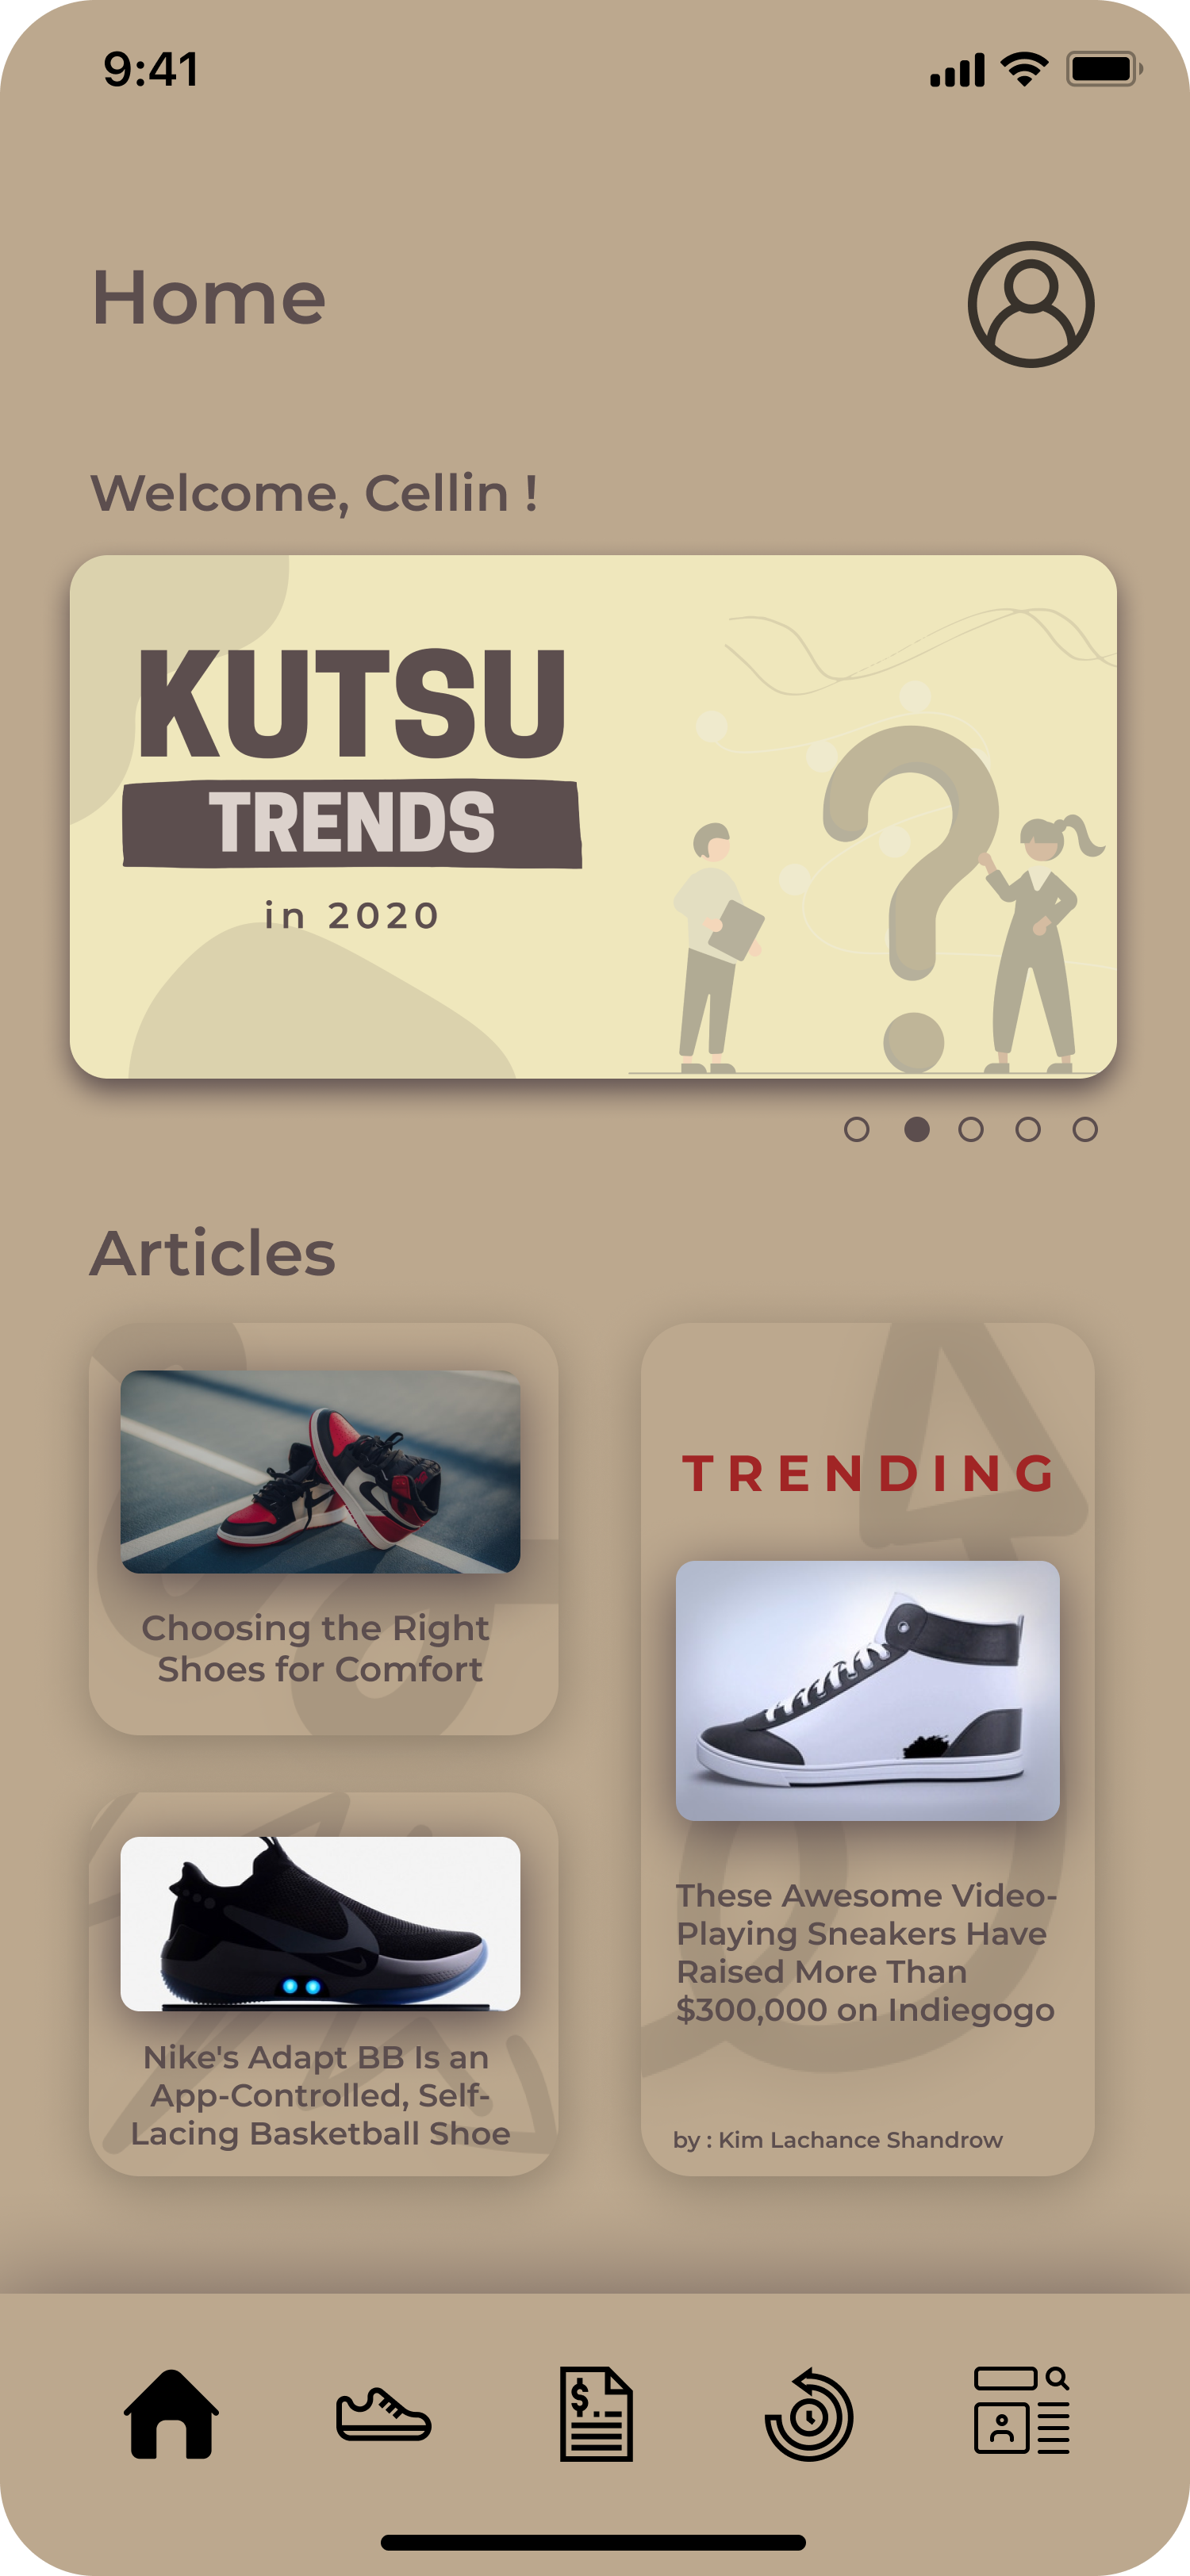 9:41
Home
Welcome, Cellin !
KUTSU
TRENDS
in 2020
Articles
Choosing the Right
Shoes for Comfort
Nike's Adapt BB Is an
App-Controlled, Self-
Lacing Basketball Shoe
TRENDING
These Awesome Video-
Playing Sneakers Have
Raised More Than
$300,000 on Indiegogo
by : Kim Lachance Shandrow
$